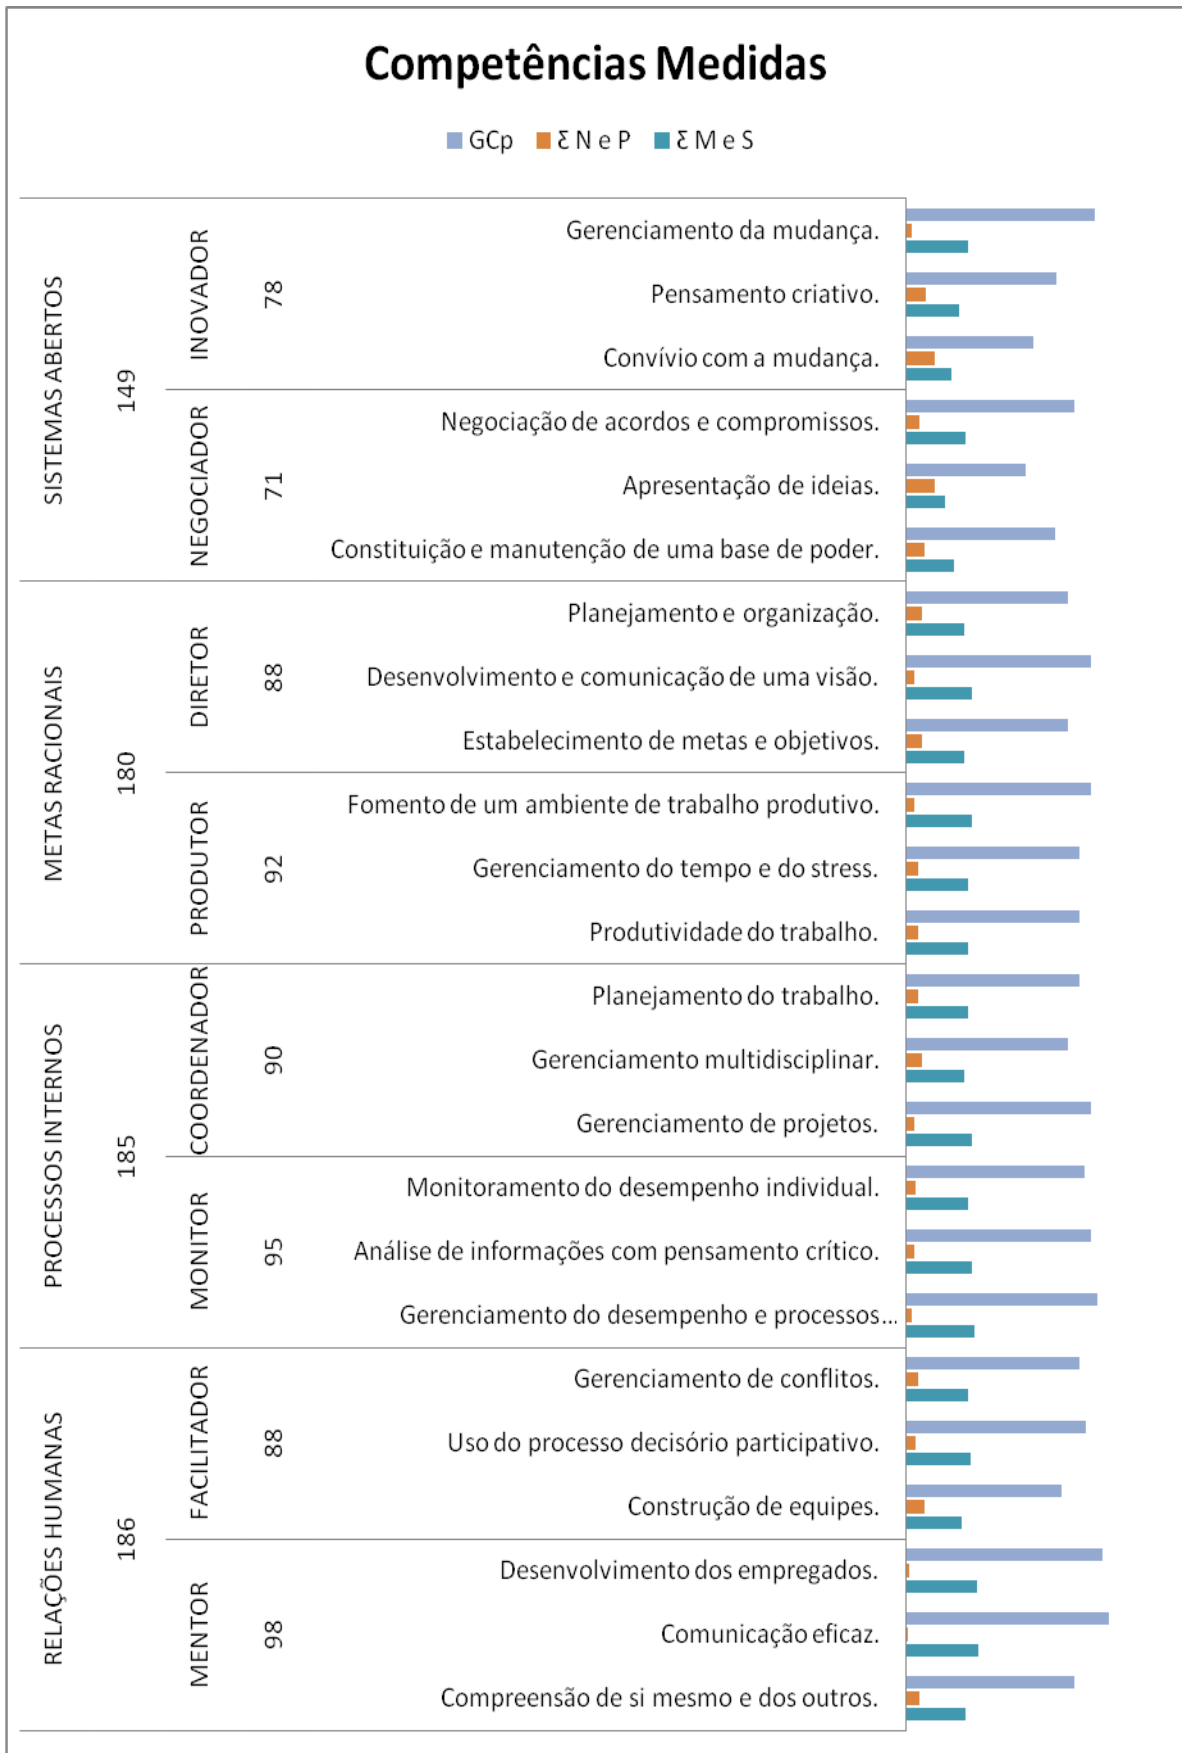 Competências Medidas
GCp
Ʃ N e P
Ʃ M e S
SISTEMAS ABERTOS
149
INOVADOR
78
Gerenciamento da mudança.
Pensamento criativo.
Convívio com a mudança.
NEGOCIADOR
71
Negociação de acordos e compromissos.
Apresentação de ideias.
Constituição e manutenção de uma base de poder.
METAS RACIONAIS
180
DIRETOR
88
Planejamento e organização.
Desenvolvimento e comunicação de uma visão.
Estabelecimento de metas e objetivos.
PRODUTOR
92
Fomento de um ambiente de trabalho produtivo.
Gerenciamento do tempo e do stress.
Produtividade do trabalho.
PROCESSOS INTERNOS
185
COORDENADOR
90
Planejamento do trabalho.
Gerenciamento multidisciplinar.
Gerenciamento de projetos.
MONITOR
95
Monitoramento do desempenho individual.
Análise de informações com pensamento crítico.
Gerenciamento do desempenho e processos...
RELAÇÕES HUMANAS
186
FACILITADOR
88
Gerenciamento de conflitos.
Uso do processo decisório participativo.
Construção de equipes.
MENTOR
98
Desenvolvimento dos empregados.
Comunicação eficaz.
Compreensão de si mesmo e dos outros.